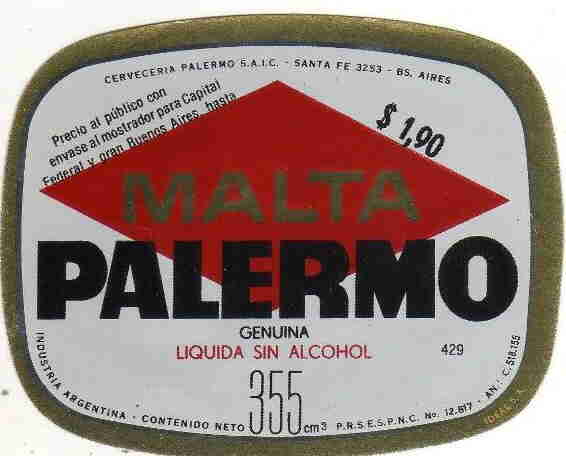 CERVECERIA PALERMO S.A.I.C. - SANTA FE 3253 - BS. AIRES
Precio al público con
envase al mostrador para Capital
Federal y gran Buenos Aires, hasta
$ 1,90
MALTA
PALERMO
GENUINA
LIQUIDA SIN ALCOHOL
429
INDUSTRIA ARGENTINA - CONTENIDO NETO 355 cm3 P.R.S.E.S.P.N.C. No. 12.617 - AN.: C. 518.155
IDEAL S.A.